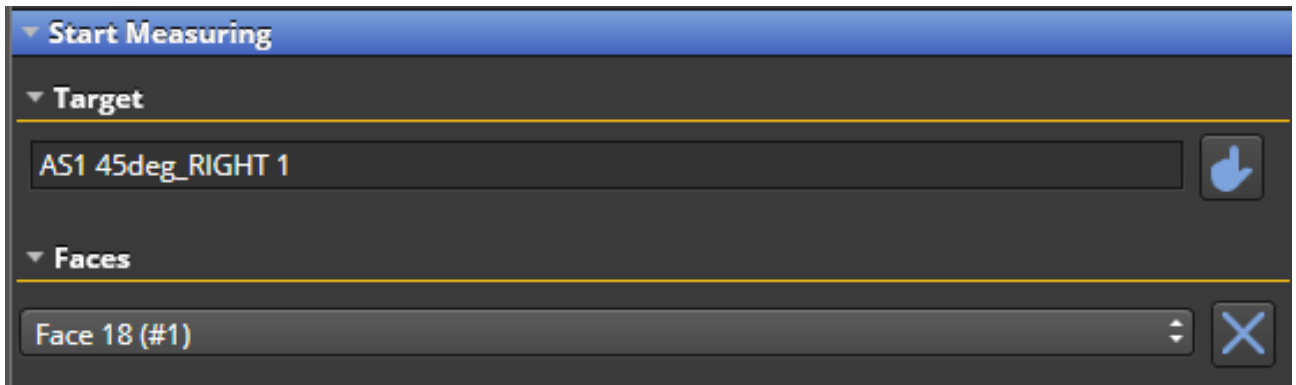 Start Measuring
Target
AS1 45deg_RIGHT 1
Faces
Face 18 (#1)